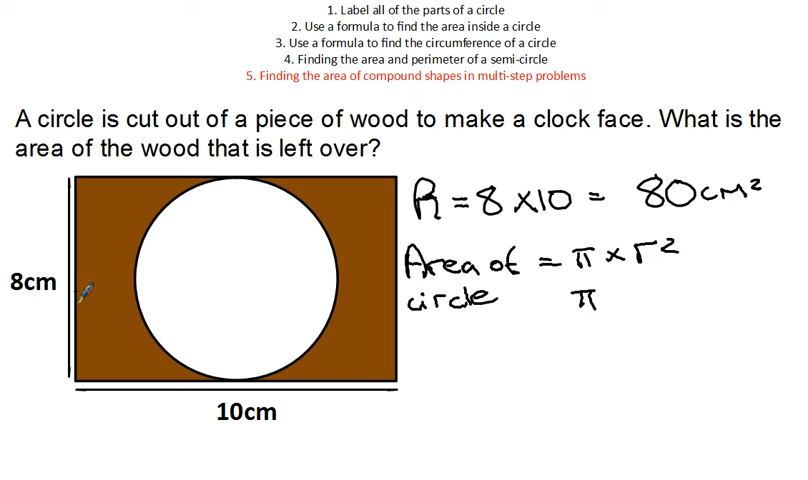 1. Label all of the parts of a circle
2. Use a formula to find the area inside a circle
3. Use a formula to find the circumference of a circle
4. Finding the area and perimeter of a semi-circle
5. Finding the area of compound shapes in multi-step problems
A circle is cut out of a piece of wood to make a clock face. What is the
area of the wood that is left over?
R = 8 × 10 = 80cm²
Area of = π × r²
circle π
8cm
10cm